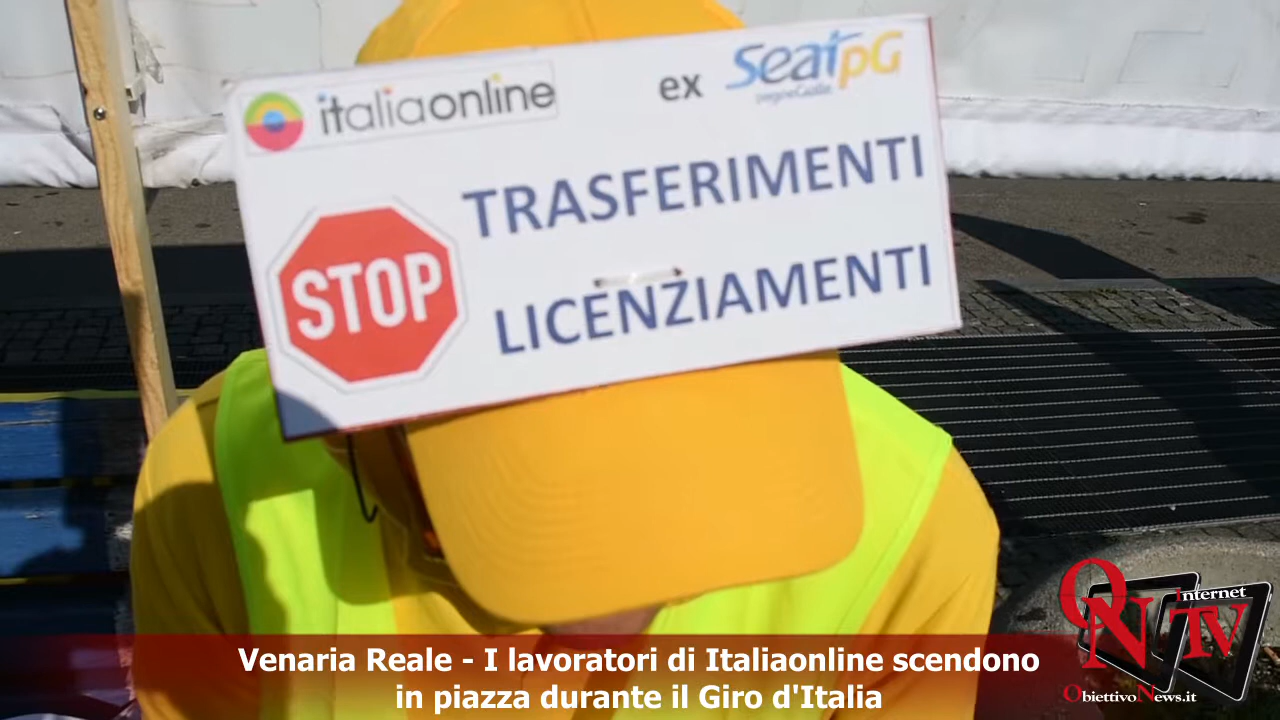 italiaonline ex Seat PG
pagineGialle
STOP TRASFERIMENTI
LICENZIAMENTI
Venaria Reale - I lavoratori di Italiaonline scendono
in piazza durante il Giro d'Italia
ON Internet
TV
ObiettivoNews.it